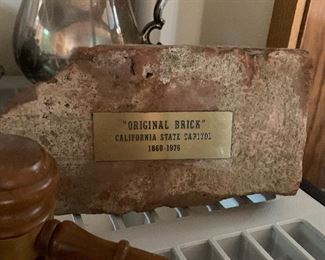 "ORIGINAL BRICK"
CALIFORNIA STATE CAPITOL
1860-1976